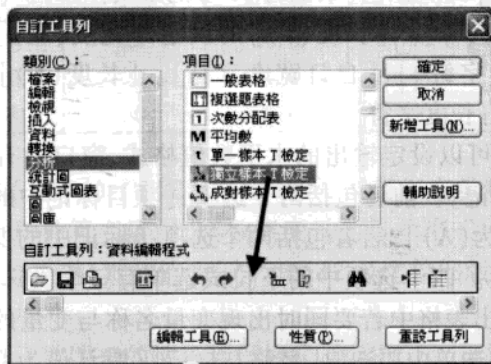 自訂工具列
類別(C)：
檔案
編輯
檢視
插入
資料
轉換
分析
統計圖
互動式圖表
圖
圖庫
項目(I)：
一般表格
複選題表格
次數分配表
M 平均數
t 單一樣本 T 檢定
獨立樣本 T 檢定
成對樣本 T 檢定
確定
取消
新增工具(N)...
輔助說明
自訂工具列：資料編輯程式
編輯工具(E)...
性質(P)...
重設工具列